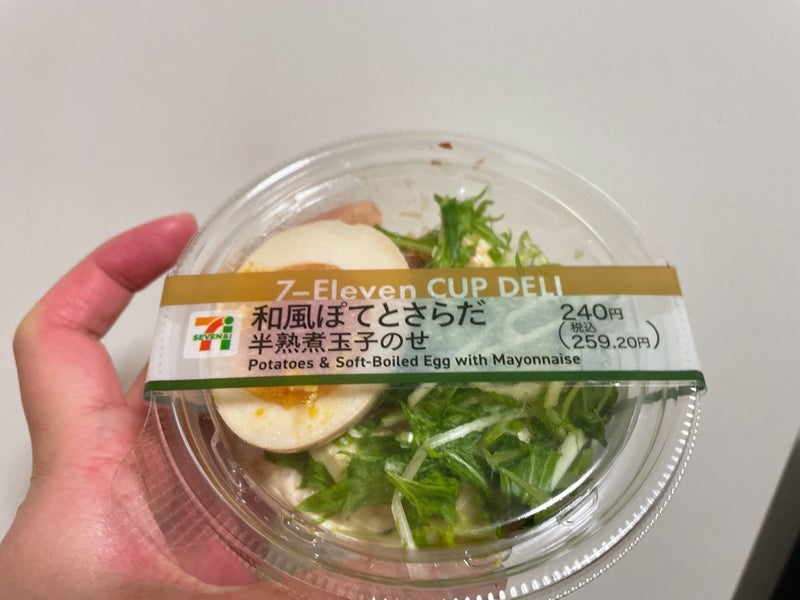 7-Eleven CUP DELI
SEVEN&i
和風ぽてとさらだ
半熟煮玉子のせ
Potatoes & Soft-Boiled Egg with Mayonnaise
240円
(税込259.20円)